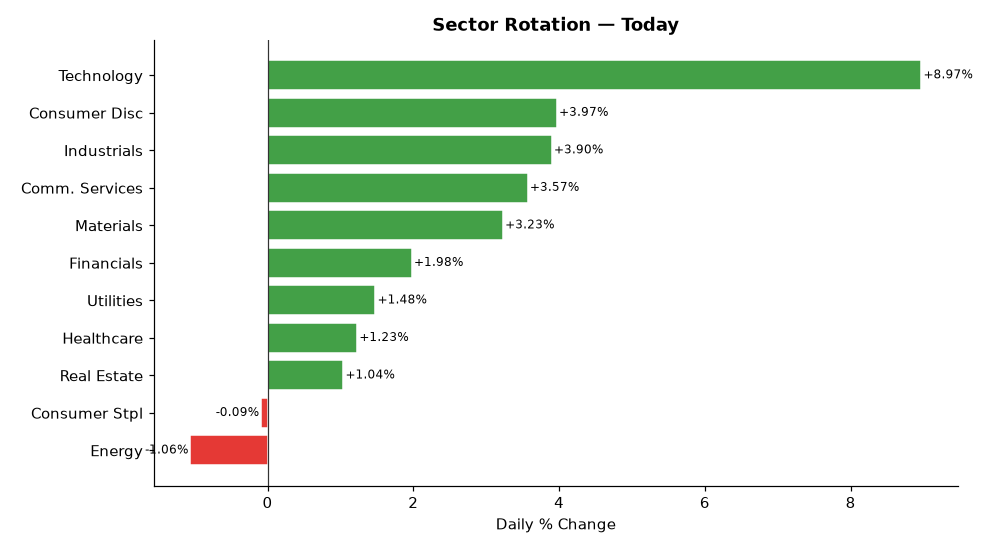 Sector Rotation — Today
Technology +8.97%
Consumer Disc +3.97%
Industrials +3.90%
Comm. Services +3.57%
Materials +3.23%
Financials +1.98%
Utilities +1.48%
Healthcare +1.23%
Real Estate +1.04%
Consumer Stpl -0.09%
Energy -1.06%
0 2 4 6 8
Daily % Change